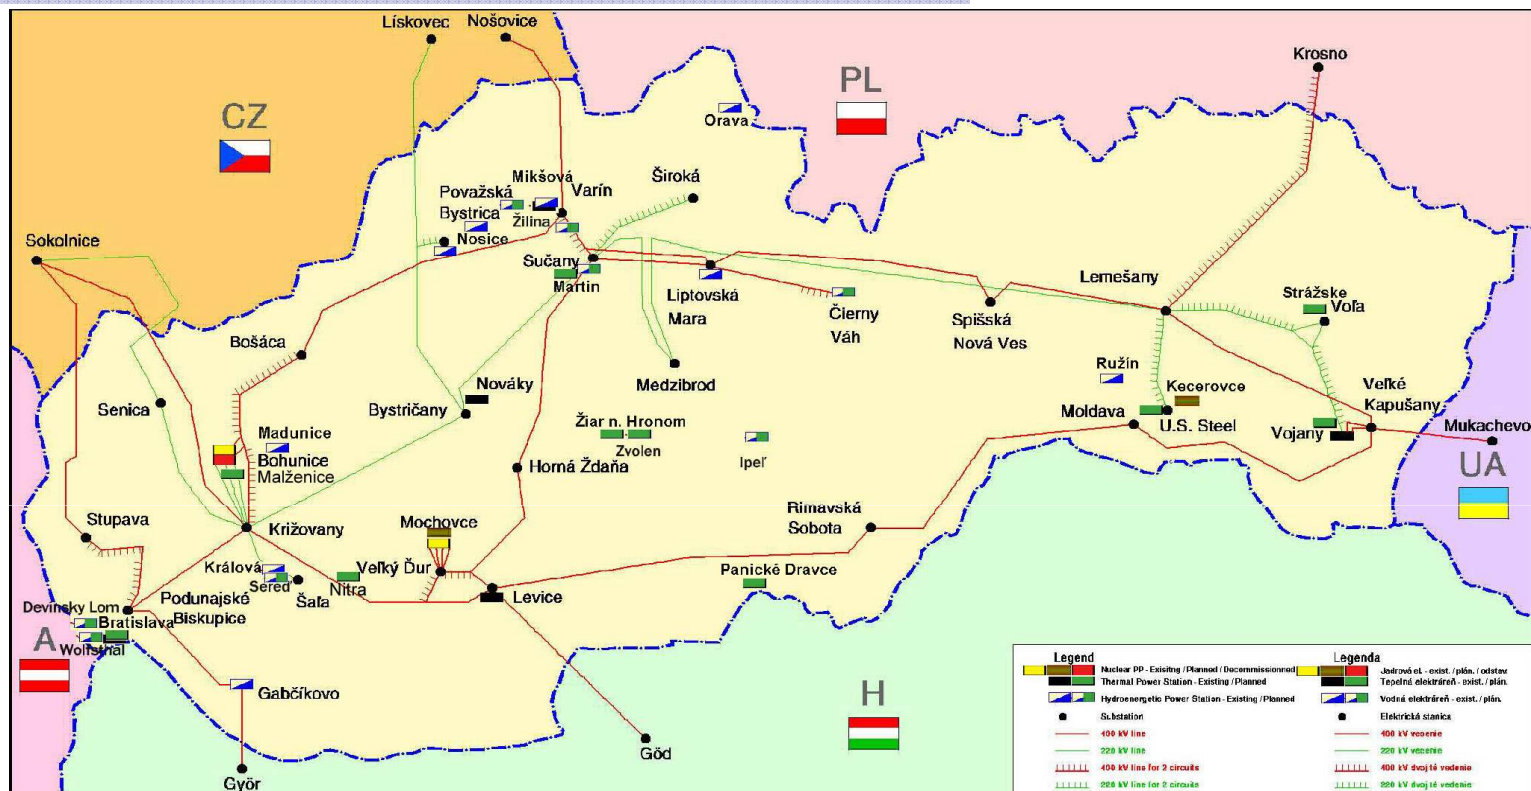 Lískovec
Nošovice
Krosno
PL
CZ
Orava
Mikšová
Považská
Varín
Široká
Bystrica
Žilina
Nosice
Sokolnice
Sučany
Martin
Liptovská
Mara
Čierny
Váh
Spišská
Nová Ves
Lemešany
Strážske
Voľa
Bošáca
Medzibrod
Ružín
Nováky
Kecerovce
Veľké
Kapušany
Senica
Bystričany
Žiar n. Hronom
Zvolen
Ipeľ
Moldava
U.S. Steel
Vojany
Mukachevo
UA
Madunice
Bohunice
Malženice
Horná Ždaňa
Stupava
Križovany
Mochovce
Rimavská
Sobota
Kráľová
Sereď
Šaľa
Nitra
Veľký Ďur
Levice
Panické Dravce
Devínsky Lom
Bratislava
Podunajské
Biskupice
A
Wolfsthal
Gabčíkovo
H
Göd
Györ
Legend
Nuclear PP - Exisitng / Planned / Decommissionned
Thermal Power Station - Existing / Planned
Hydroenergetic Power Station - Existing / Planned
Substation
400 kV line
220 kV line
400 kV line for 2 circuits
220 kV line for 2 circuits
Legenda
Jadrová el. - exist. / plán. / odstav.
Tepelná elektráreň - exist. / plán.
Vodná elektráreň - exist. / plán.
Elektrická stanica
400 kV vedenie
220 kV vedenie
400 kV dvojité vedenie
220 kV dvojité vedenie